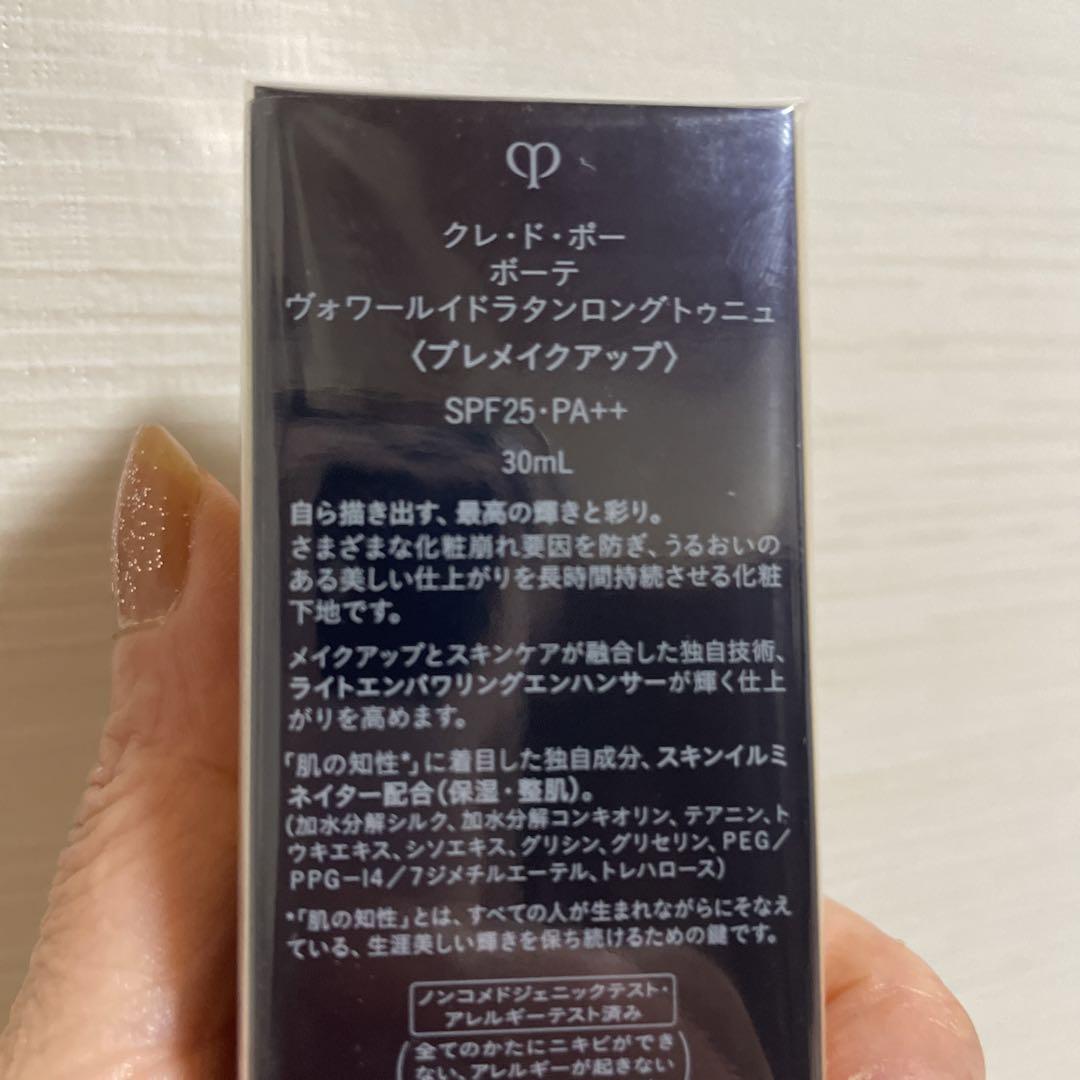 クレ・ド・ポー
ボーテ
ヴォワールイドラタンロングトゥニュ
〈プレメイクアップ〉
SPF25・PA++
30mL
自ら描き出す、最高の輝きと彩り。
さまざまな化粧崩れ要因を防ぎ、うるおいの
ある美しい仕上がりを長時間持続させる化粧
下地です。
メイクアップとスキンケアが融合した独自技術、
ライトエンパワリングエンハンサーが輝く仕上
がりを高めます。
「肌の知性*」に着目した独自成分、スキンイルミ
ネイター配合(保湿・整肌)。
(加水分解シルク、加水分解コンキオリン、テアニン、ト
ウキエキス、シソエキス、グリシン、グリセリン、PEG/
PPG-14/7ジメチルエーテル、トレハロース)
*「肌の知性」とは、すべての人が生まれながらにそなえ
ている、生涯美しい輝きを保ち続けるための鍵です。
ノンコメドジェニックテスト・
アレルギーテスト済み
(全てのかたにニキビができ
ない、アレルギーが起きない